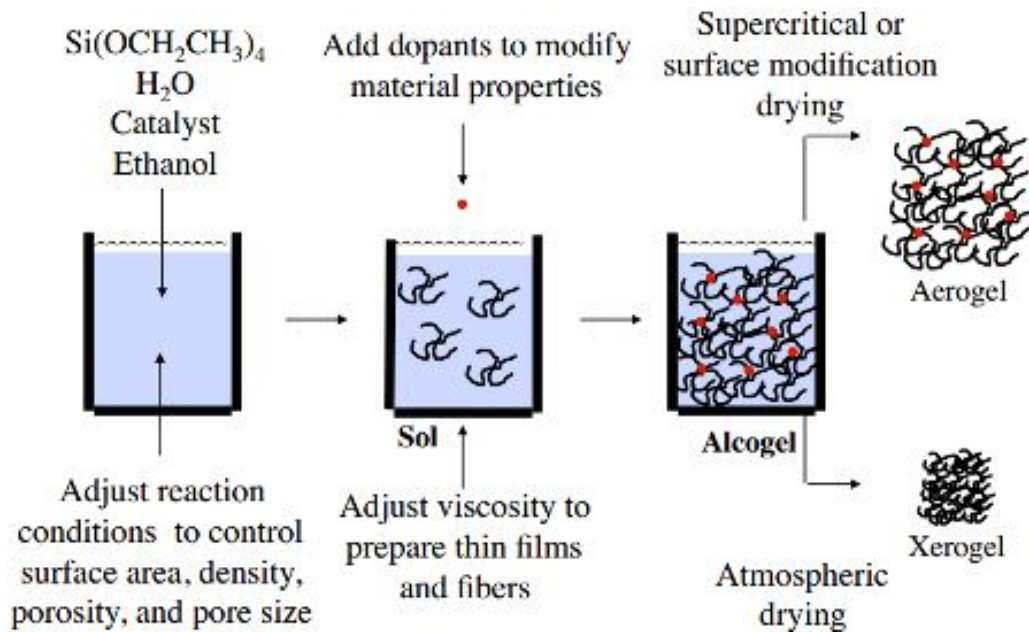 Si(OCH₂CH₃)₄
H₂O
Catalyst
Ethanol
Add dopants to modify
material properties
Supercritical or
surface modification
drying
Aerogel
Sol
Alcogel
Adjust reaction
conditions to control
surface area, density,
porosity, and pore size
Adjust viscosity to
prepare thin films
and fibers
Xerogel
Atmospheric
drying